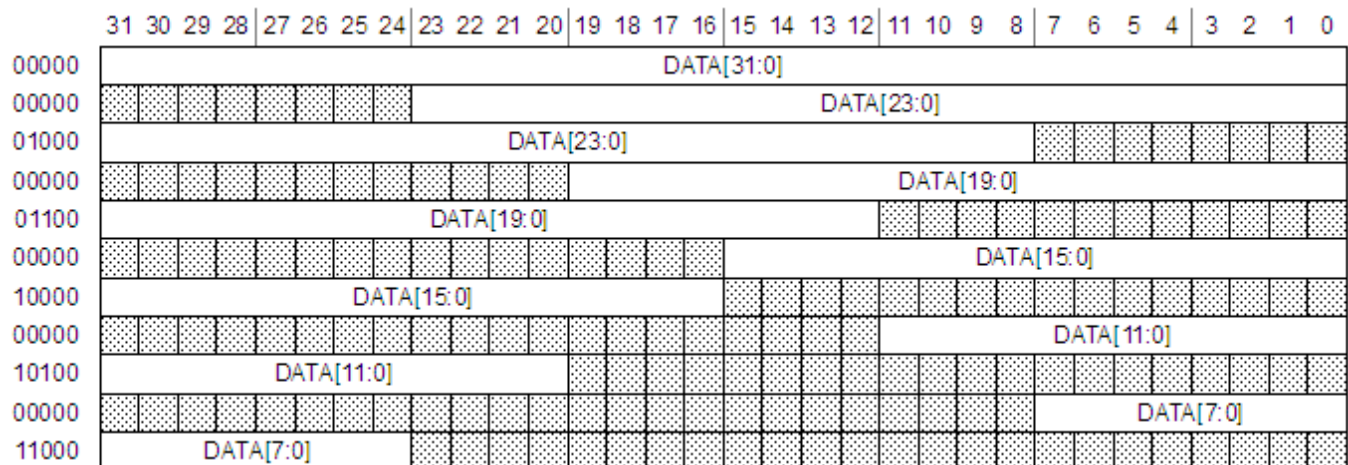 31 30 29 28 27 26 25 24 23 22 21 20 19 18 17 16 15 14 13 12 11 10 9 8 7 6 5 4 3 2 1 0
00000 DATA[31:0]
00000 DATA[23:0]
01000 DATA[23:0]
00000 DATA[19:0]
01100 DATA[19:0]
00000 DATA[15:0]
10000 DATA[15:0]
00000 DATA[11:0]
10100 DATA[11:0]
00000 DATA[7:0]
11000 DATA[7:0]